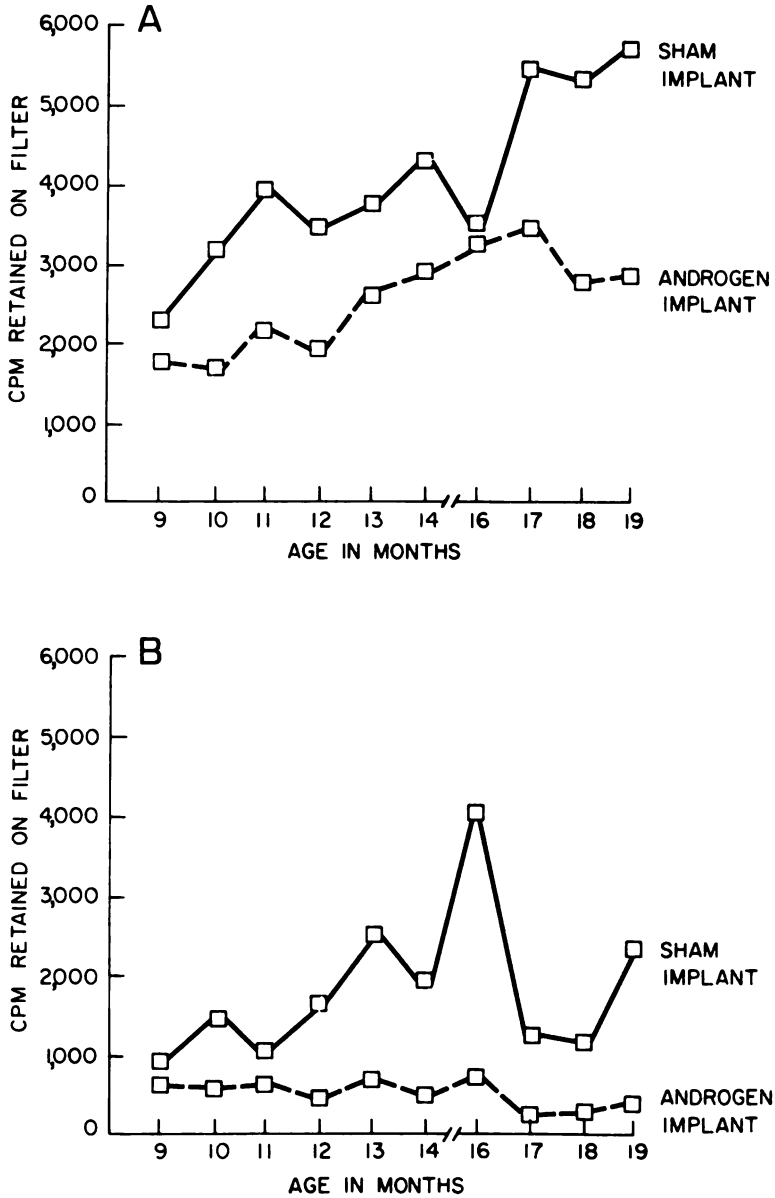 A
6,000
5,000
4,000
3,000
2,000
1,000
0
CPM RETAINED ON FILTER
SHAM
IMPLANT
ANDROGEN
IMPLANT
9 10 11 12 13 14 16 17 18 19
AGE IN MONTHS
B
6,000
5,000
4,000
3,000
2,000
1,000
0
CPM RETAINED ON FILTER
SHAM
IMPLANT
ANDROGEN
IMPLANT
9 10 11 12 13 14 16 17 18 19
AGE IN MONTHS